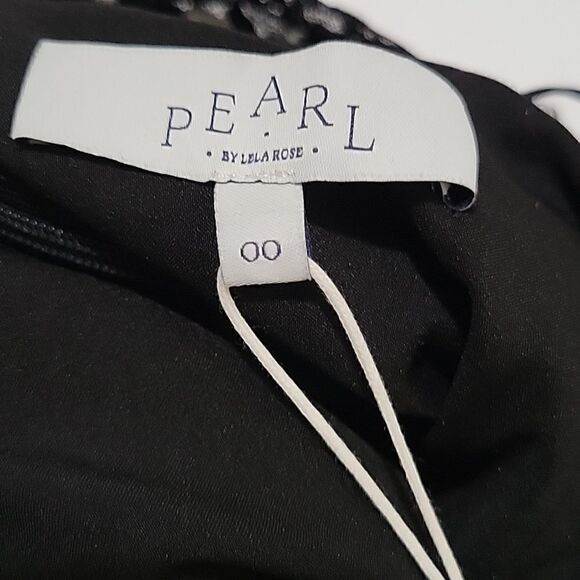 PEARL
• BY LELA ROSE •
00